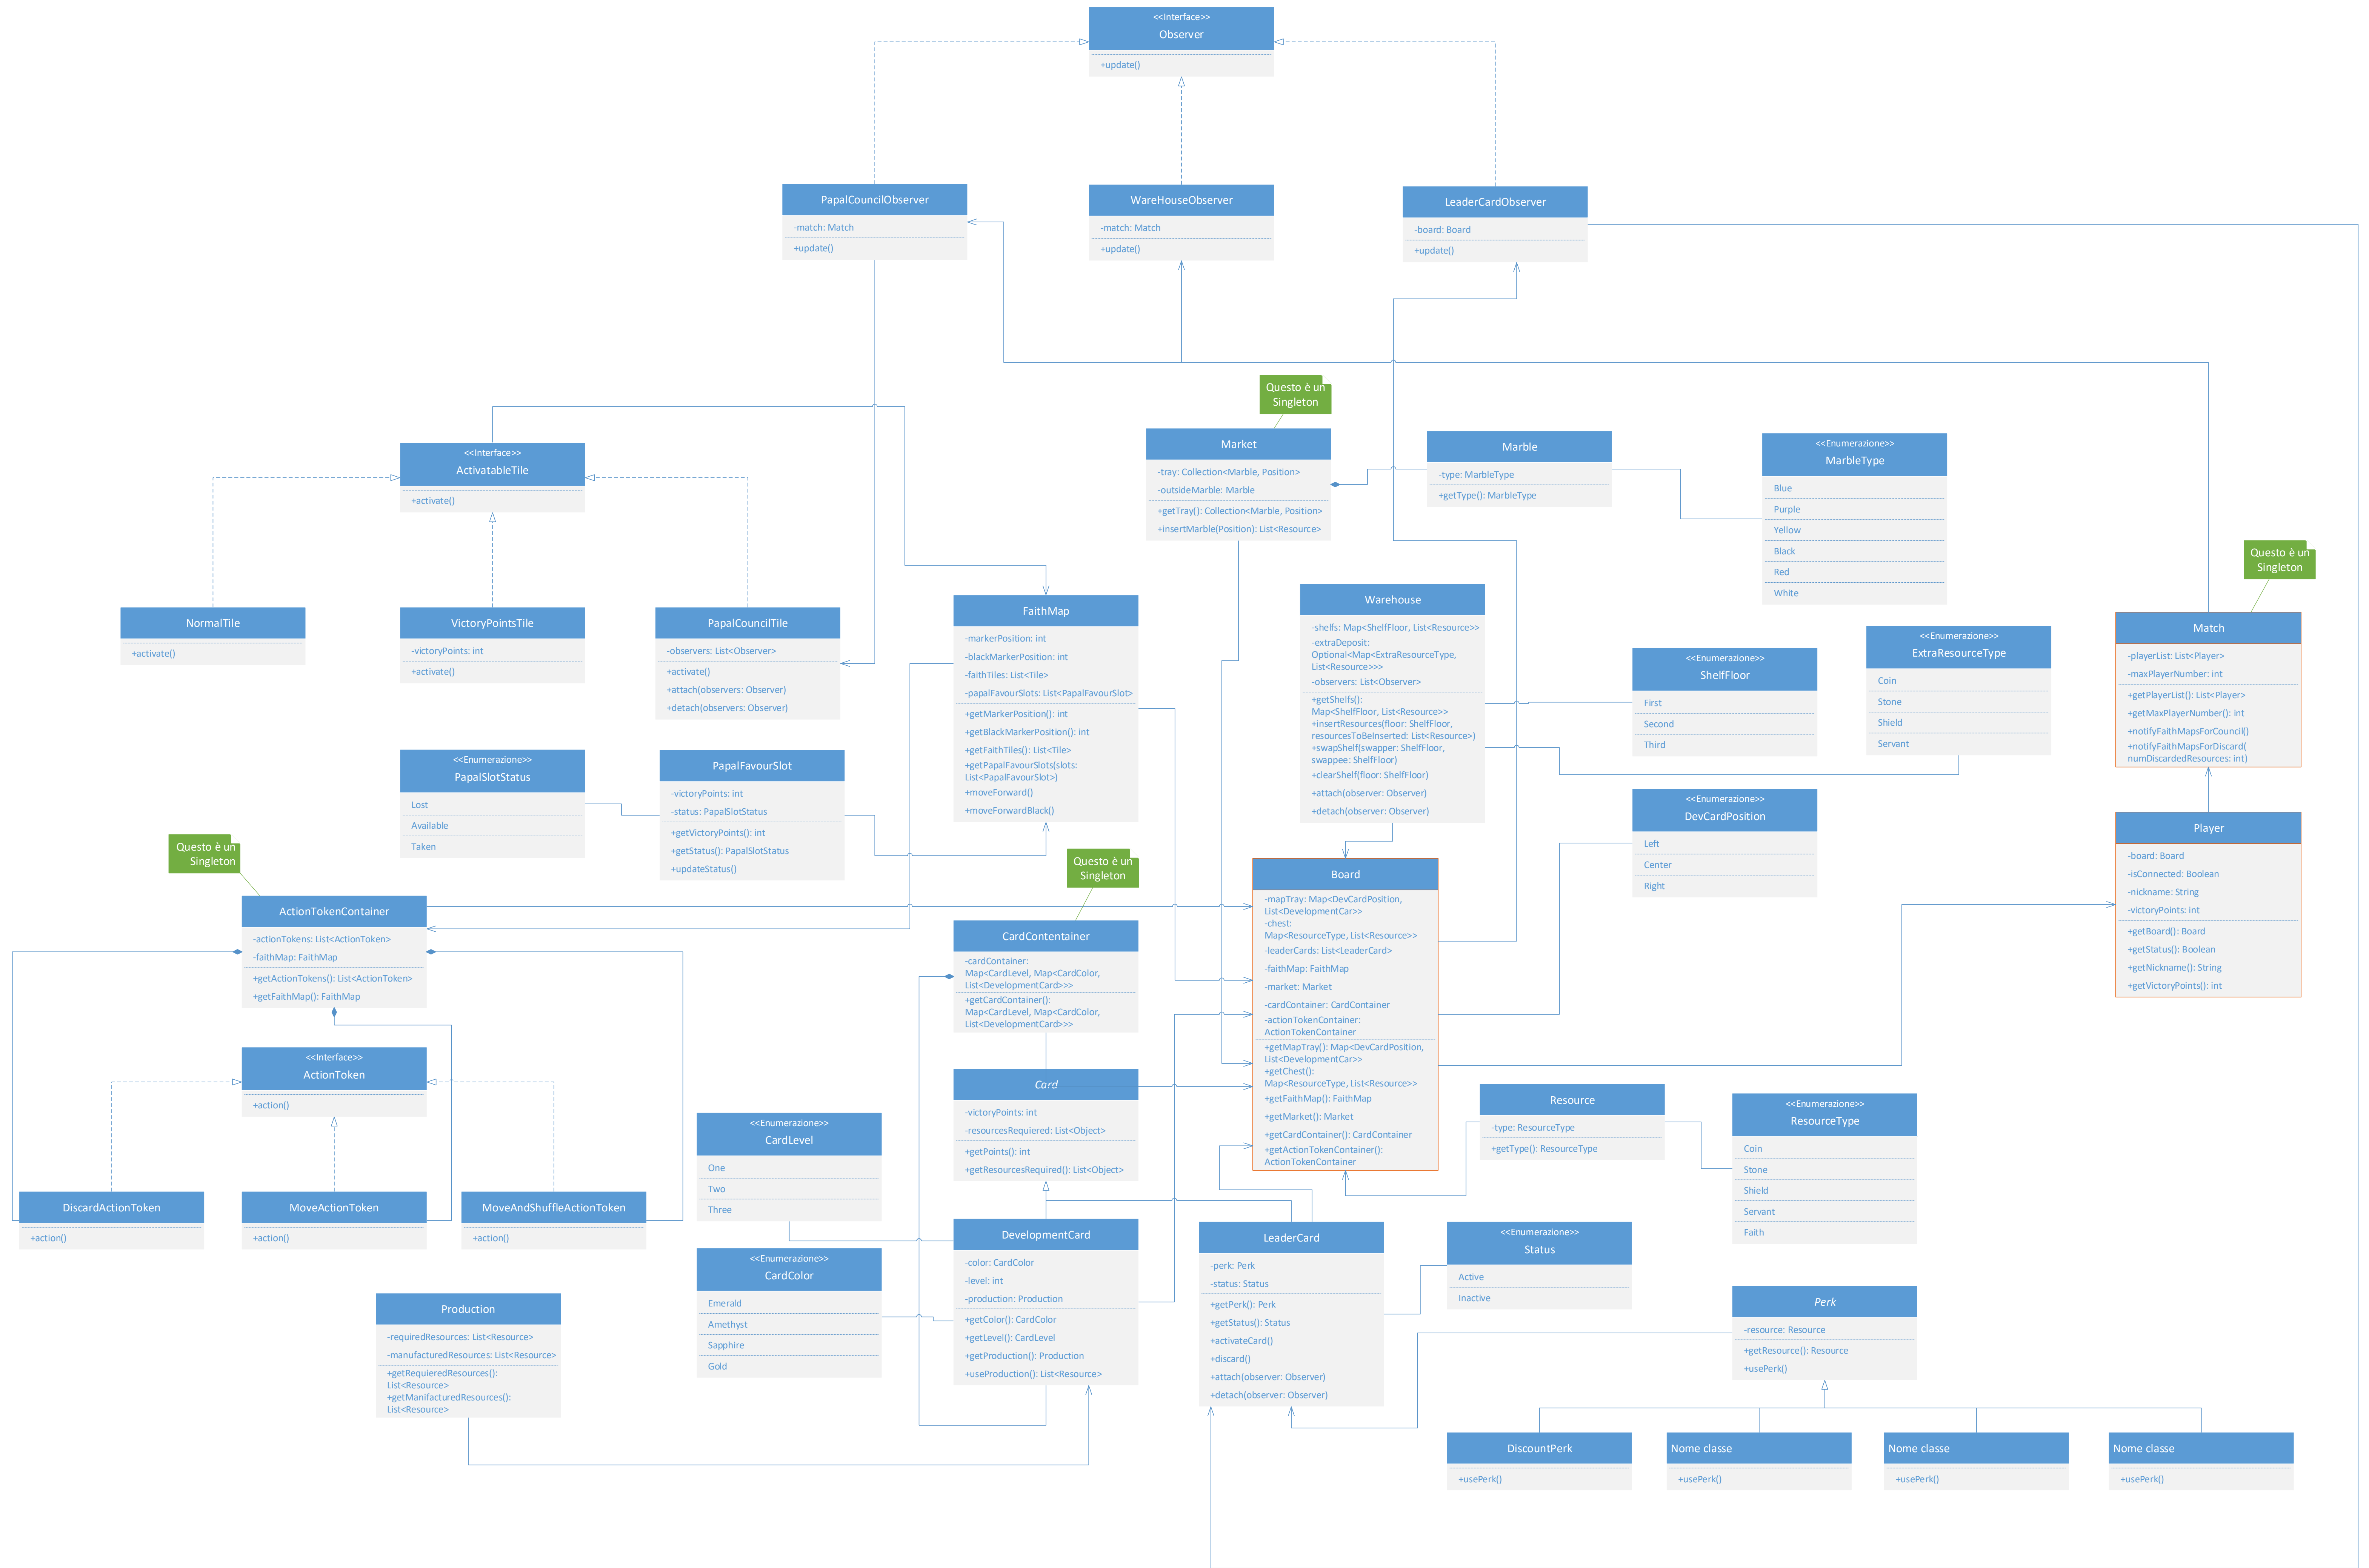 <<Interface>>
Observer
+update()
PapalCouncilObserver
-match: Match
+update()
WareHouseObserver
-match: Match
+update()
LeaderCardObserver
-board: Board
+update()
Questo è un
Singleton
Market
-tray: Collection<Marble, Position>
-outsideMarble: Marble
+getTray(): Collection<Marble, Position>
+insertMarble(Position): List<Resource>
Marble
-type: MarbleType
+getType(): MarbleType
<<Enumerazione>>
MarbleType
Blue
Purple
Yellow
Black
Red
White
<<Interface>>
ActivatableTile
+activate()
NormalTile
+activate()
VictoryPointsTile
-victoryPoints: int
+activate()
PapalCouncilTile
-observers: List<Observer>
+activate()
+attach(observers: Observer)
+detach(observers: Observer)
FaithMap
-markerPosition: int
-blackMarkerPosition: int
-faithTiles: List<Tile>
-papalFavourSlots: List<PapalFavourSlot>
+getMarkerPosition(): int
+getBlackMarkerPosition(): int
+getFaithTiles(): List<Tile>
+getPapalFavourSlots(slots:
List<PapalFavourSlot>)
+moveForward()
+moveForwardBlack()
Warehouse
-shelfs: Map<ShelfFloor, List<Resource>>
-extraDeposit:
Optional<Map<ExtraResourceType,
List<Resource>>>
-observers: List<Observer>
+getShelfs():
Map<ShelfFloor, List<Resource>>
+insertResources(floor: ShelfFloor,
resourcesToBeInserted: List<Resource>)
+swapShelf(swapper: ShelfFloor,
swappee: ShelfFloor)
+clearShelf(floor: ShelfFloor)
+attach(observer: Observer)
+detach(observer: Observer)
<<Enumerazione>>
ShelfFloor
First
Second
Third
<<Enumerazione>>
ExtraResourceType
Coin
Stone
Shield
Servant
Questo è un
Singleton
Match
-playerList: List<Player>
-maxPlayerNumber: int
+getPlayerList(): List<Player>
+getMaxPlayerNumber(): int
+notifyFaithMapsForCouncil()
+notifyFaithMapsForDiscard(
numDiscardedResources: int)
<<Enumerazione>>
PapalSlotStatus
Lost
Available
Taken
PapalFavourSlot
-victoryPoints: int
-status: PapalSlotStatus
+getVictoryPoints(): int
+getStatus(): PapalSlotStatus
+updateStatus()
<<Enumerazione>>
DevCardPosition
Left
Center
Right
Player
-board: Board
-isConnected: Boolean
-nickname: String
-victoryPoints: int
+getBoard(): Board
+getStatus(): Boolean
+getNickname(): String
+getVictoryPoints(): int
Questo è un
Singleton
ActionTokenContainer
-actionTokens: List<ActionToken>
-faithMap: FaithMap
+getActionTokens(): List<ActionToken>
+getFaithMap(): FaithMap
Questo è un
Singleton
CardContentainer
-cardContainer:
Map<CardLevel, Map<CardColor,
List<DevelopmentCard>>>
+getCardContainer():
Map<CardLevel, Map<CardColor,
List<DevelopmentCard>>>
Board
-mapTray: Map<DevCardPosition,
List<DevelopmentCar>>
-chest:
Map<ResourceType, List<Resource>>
-leaderCards: List<LeaderCard>
-faithMap: FaithMap
-market: Market
-cardContainer: CardContainer
-actionTokenContainer:
ActionTokenContainer
+getMapTray(): Map<DevCardPosition,
List<DevelopmentCar>>
+getChest():
Map<ResourceType, List<Resource>>
+getFaithMap(): FaithMap
+getMarket(): Market
+getCardContainer(): CardContainer
+getActionTokenContainer():
ActionTokenContainer
<<Interface>>
ActionToken
+action()
DiscardActionToken
+action()
MoveActionToken
+action()
MoveAndShuffleActionToken
+action()
Card
-victoryPoints: int
-resourcesRequiered: List<Object>
+getPoints(): int
+getResourcesRequired(): List<Object>
<<Enumerazione>>
CardLevel
One
Two
Three
Resource
-type: ResourceType
+getType(): ResourceType
<<Enumerazione>>
ResourceType
Coin
Stone
Shield
Servant
Faith
<<Enumerazione>>
CardColor
Emerald
Amethyst
Sapphire
Gold
DevelopmentCard
-color: CardColor
-level: int
-production: Production
+getColor(): CardColor
+getLevel(): CardLevel
+getProduction(): Production
+useProduction(): List<Resource>
LeaderCard
-perk: Perk
-status: Status
+getPerk(): Perk
+getStatus(): Status
+activateCard()
+discard()
+attach(observer: Observer)
+detach(observer: Observer)
<<Enumerazione>>
Status
Active
Inactive
Production
-requiredResources: List<Resource>
-manufacturedResources: List<Resource>
+getRequieredResources():
List<Resource>
+getManifacturedResources():
List<Resource>
Perk
-resource: Resource
+getResource(): Resource
+usePerk()
DiscountPerk
+usePerk()
Nome classe
+usePerk()
Nome classe
+usePerk()
Nome classe
+usePerk()